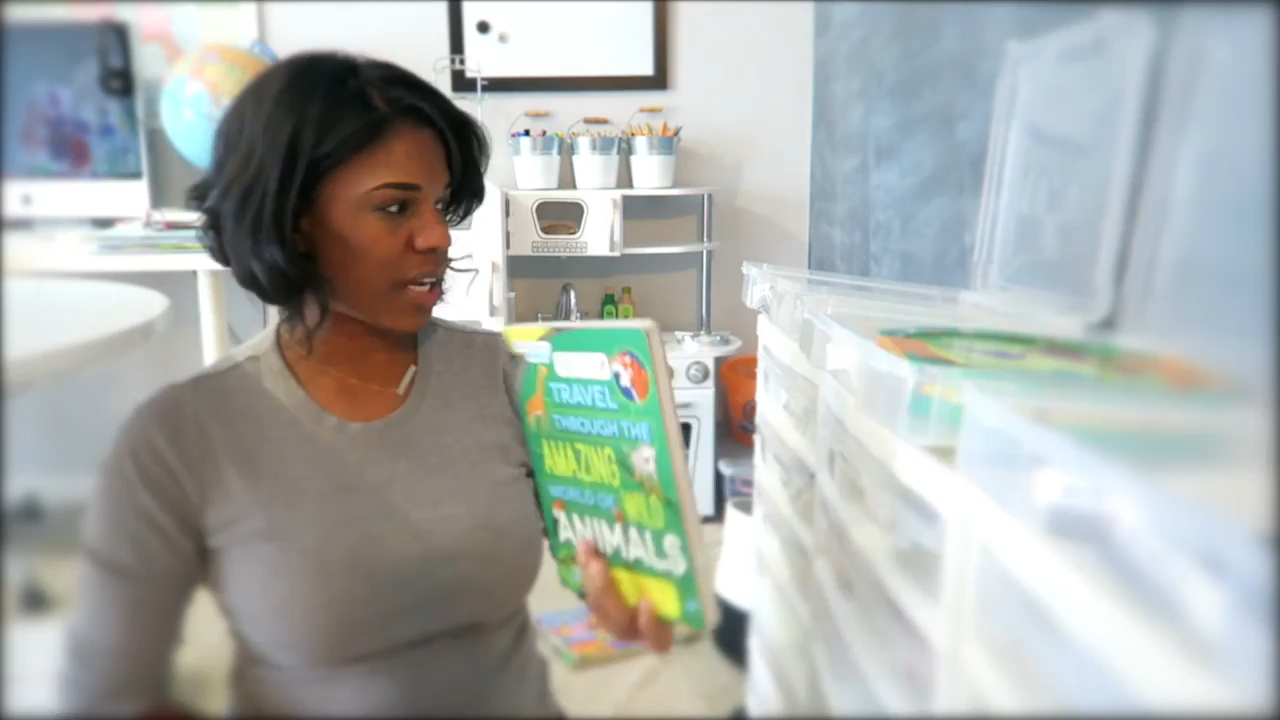 TRAVEL
THROUGH THE
AMAZING
WORLD OF WILD
ANIMALS